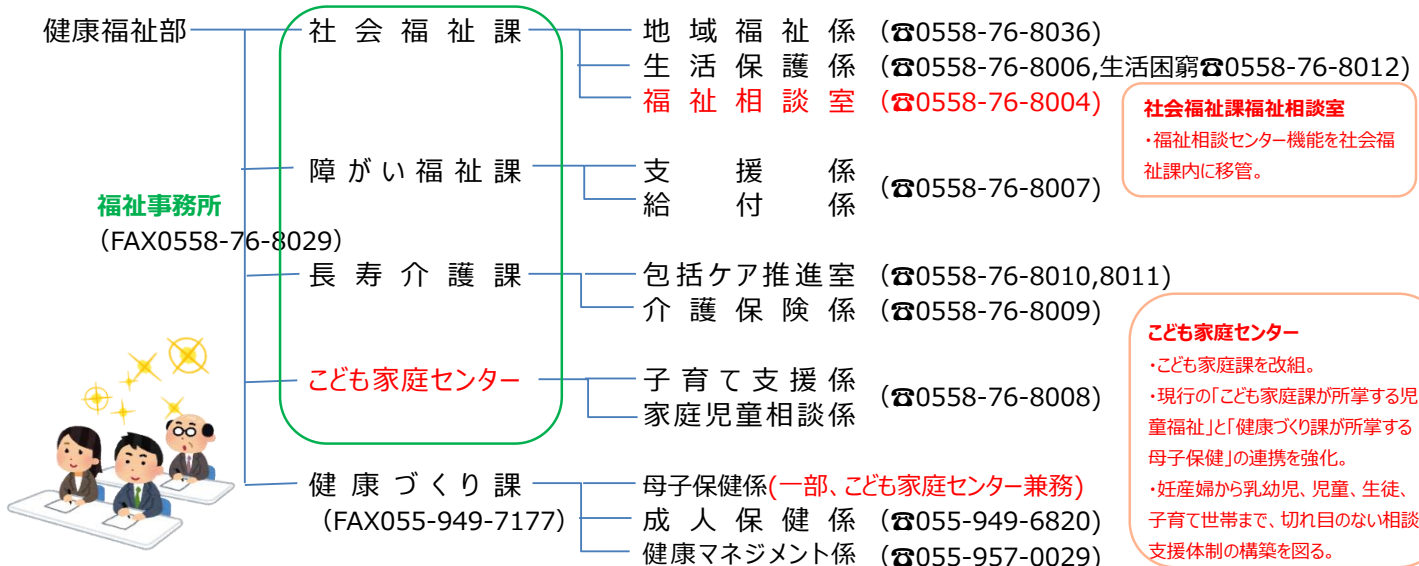 健康福祉部
社会福祉課
地域福祉係 (☎0558-76-8036)
生活保護係 (☎0558-76-8006,生活困窮☎0558-76-8012)
福祉相談室 (☎0558-76-8004)
社会福祉課福祉相談室
・福祉相談センター機能を社会福
祉課内に移管。
障がい福祉課
支援係
給付係
(☎0558-76-8007)
福祉事務所
(FAX0558-76-8029)
長寿介護課
包括ケア推進室 (☎0558-76-8010,8011)
介護保険係 (☎0558-76-8009)
こども家庭センター
子育て支援係
家庭児童相談係
(☎0558-76-8008)
こども家庭センター
・こども家庭課を改組。
・現行の「こども家庭課が所掌する児
童福祉」と「健康づくり課が所掌する
母子保健」の連携を強化。
・妊産婦から乳幼児、児童、生徒、
子育て世帯まで、切れ目のない相談
支援体制の構築を図る。
健康づくり課
(FAX055-949-7177)
母子保健係(一部、こども家庭センター兼務)
成人保健係 (☎055-949-6820)
健康マネジメント係 (☎055-957-0029)